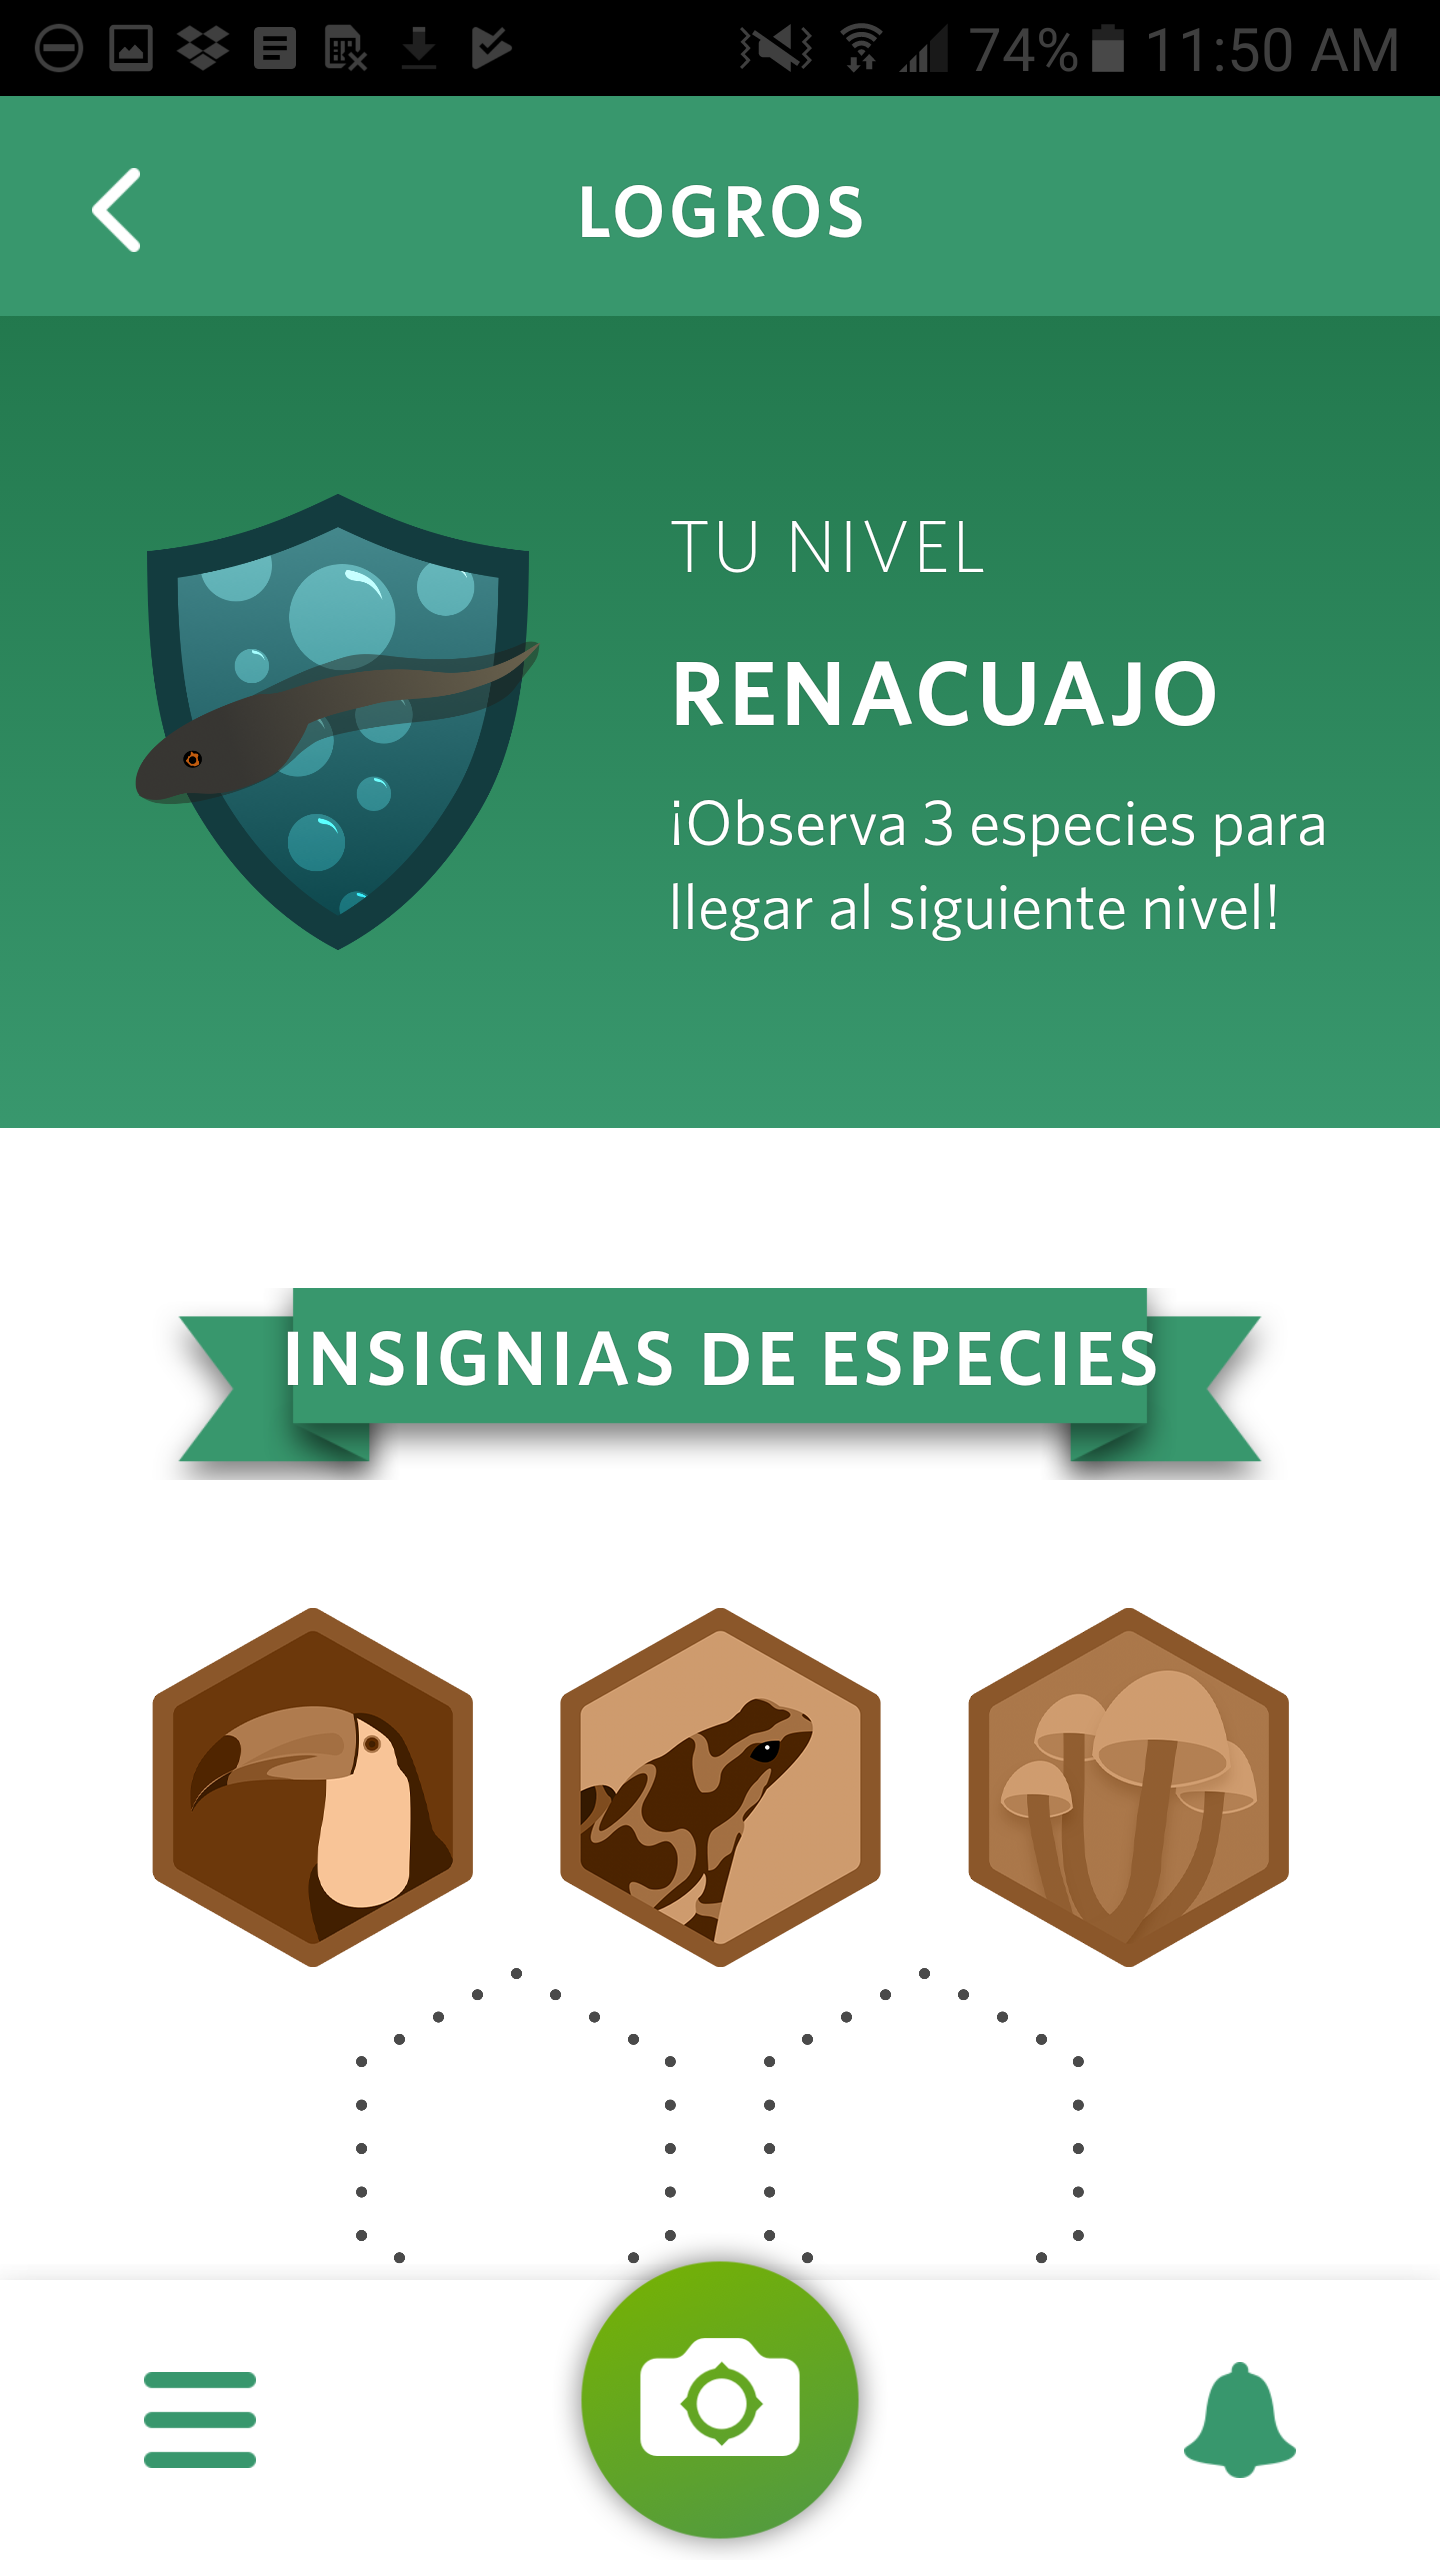 74% 11:50 AM
LOGROS
TU NIVEL
RENACUAJO
¡Observa 3 especies para
llegar al siguiente nivel!
INSIGNIAS DE ESPECIES